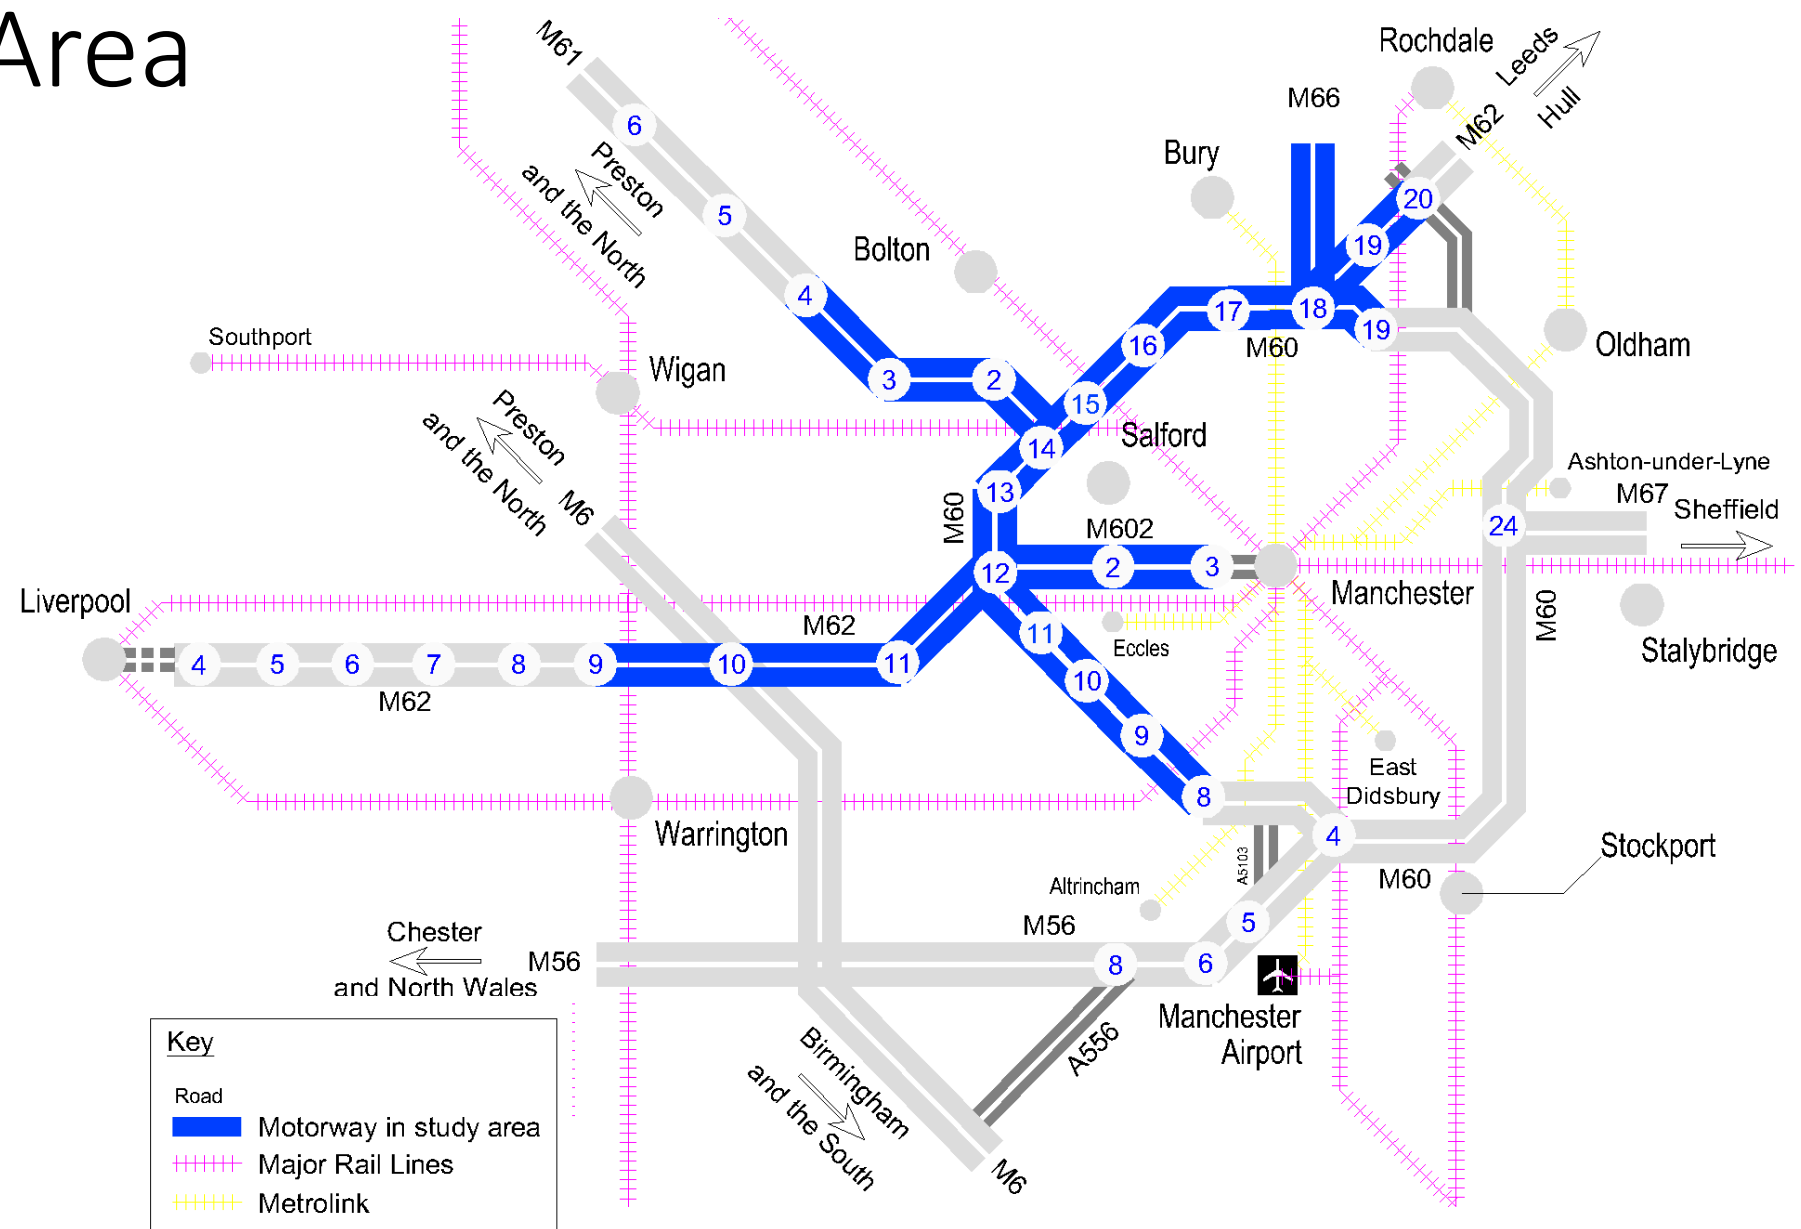 Area
M61
6
Preston
and the North
5
4
3
2
Bolton
Bury
M66
Rochdale
Leeds
Hull
M62
20
19
18
17
16
15
14
13
19
M60
Oldham
Southport
Wigan
Preston
and the North
M6
Salford
M60
M602
12
2
3
Ashton-under-Lyne
M67
Sheffield
24
Manchester
M60
Stalybridge
Liverpool
4
5
6
7
8
9
10
11
M62
M62
11
10
9
8
Eccles
East
Didsbury
Warrington
4
A5103
M60
Stockport
Altrincham
M56
5
6
8
Chester
and North Wales
M56
Manchester
Airport
A556
Birmingham
and the South
M6
Key
Road
Motorway in study area
Major Rail Lines
Metrolink